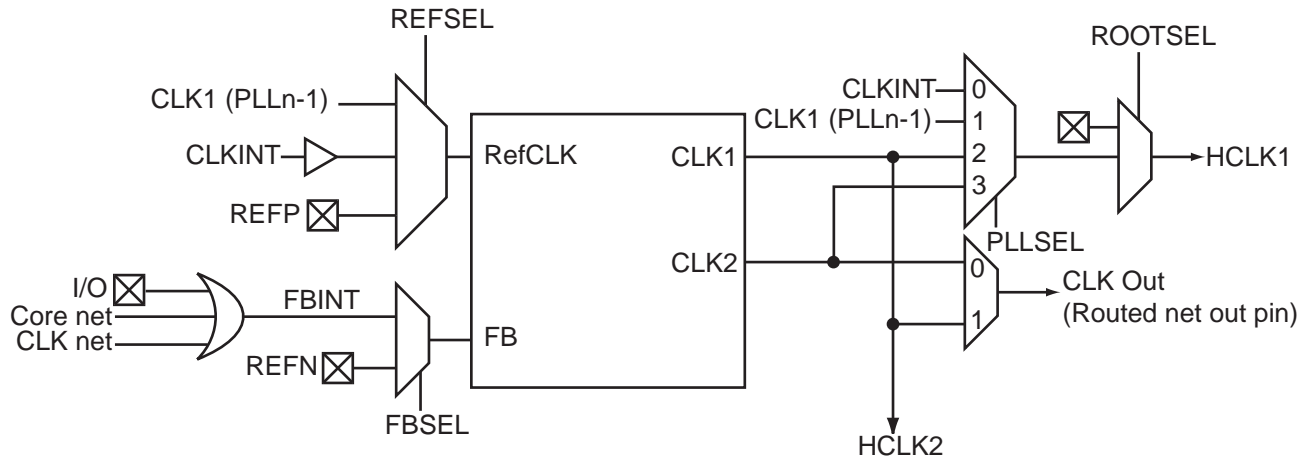 REFSEL
CLK1 (PLLn-1)
CLKINT
REFP
I/O
Core net
CLK net
FBINT
REFN
FBSEL
RefCLK
FB
CLK1
CLK2
CLKINT
CLK1 (PLLn-1)
0
1
2
3
PLLSEL
ROOTSEL
HCLK1
0
1
CLK Out
(Routed net out pin)
HCLK2